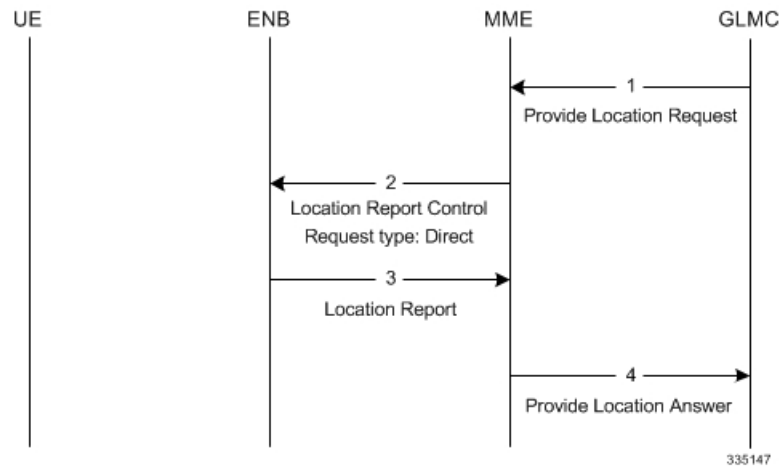 UE
ENB
MME
GLMC
1
Provide Location Request
2
Location Report Control
Request type: Direct
3
Location Report
4
Provide Location Answer
335147